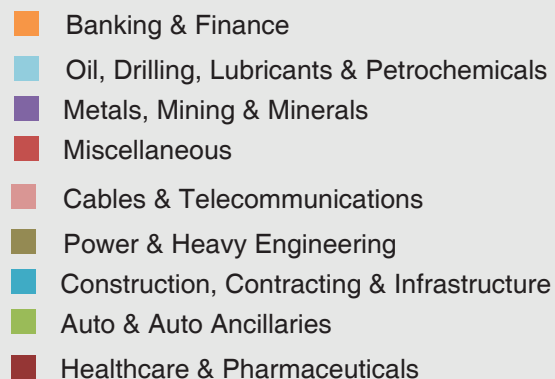 Banking & Finance
Oil, Drilling, Lubricants & Petrochemicals
Metals, Mining & Minerals
Miscellaneous
Cables & Telecommunications
Power & Heavy Engineering
Construction, Contracting & Infrastructure
Auto & Auto Ancillaries
Healthcare & Pharmaceuticals